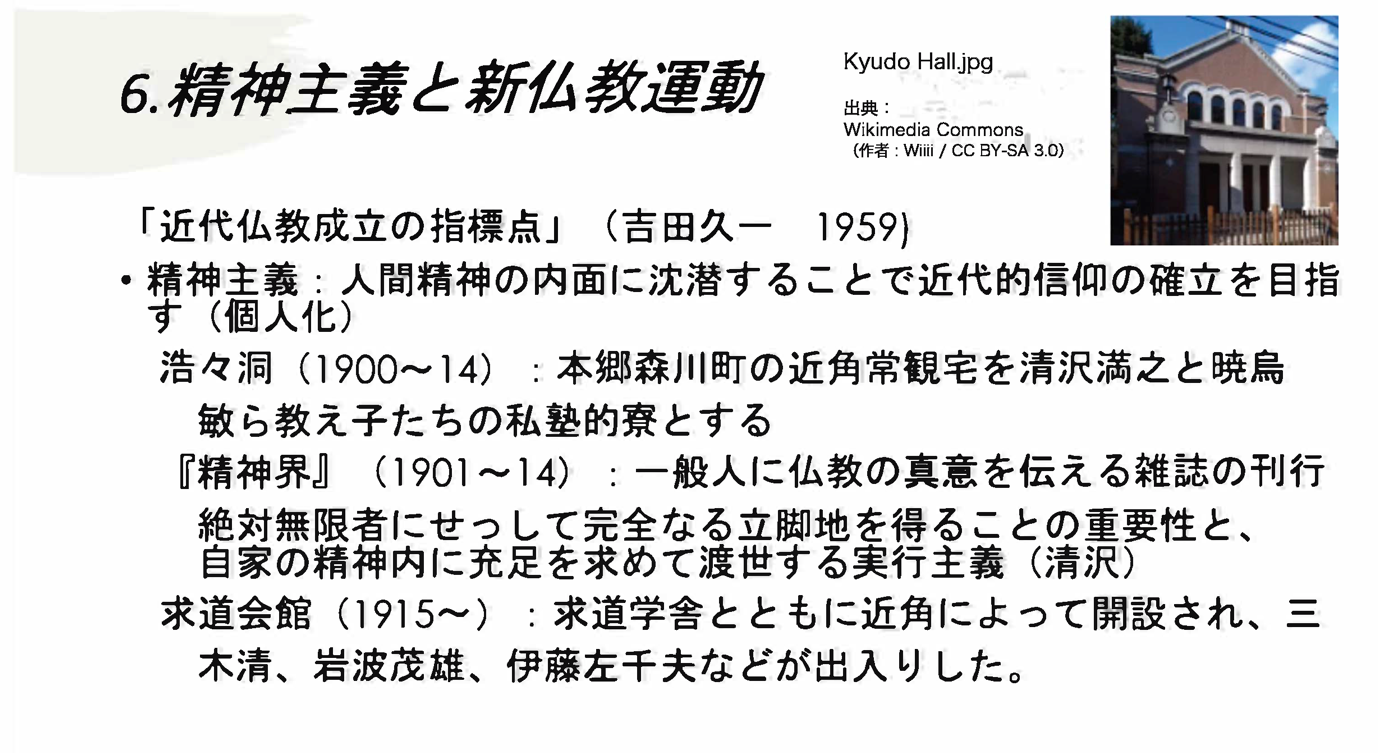 6.精神主義と新仏教運動
Kyudo Hall.jpg
出典：
Wikimedia Commons
（作者：Wiiii / CC BY-SA 3.0）
「近代仏教成立の指標点」（吉田久一　1959)
• 精神主義：人間精神の内面に沈潜することで近代的信仰の確立を目指
す（個人化）
浩々洞（1900～14）：本郷森川町の近角常観宅を清沢満之と暁烏
敏ら教え子たちの私塾的寮とする
『精神界』（1901～14）：一般人に仏教の真意を伝える雑誌の刊行
絶対無限者にせっして完全なる立脚地を得ることの重要性と、
自家の精神内に充足を求めて渡世する実行主義（清沢）
求道会館（1915～）：求道学舎とともに近角によって開設され、三
木清、岩波茂雄、伊藤左千夫などが出入りした。